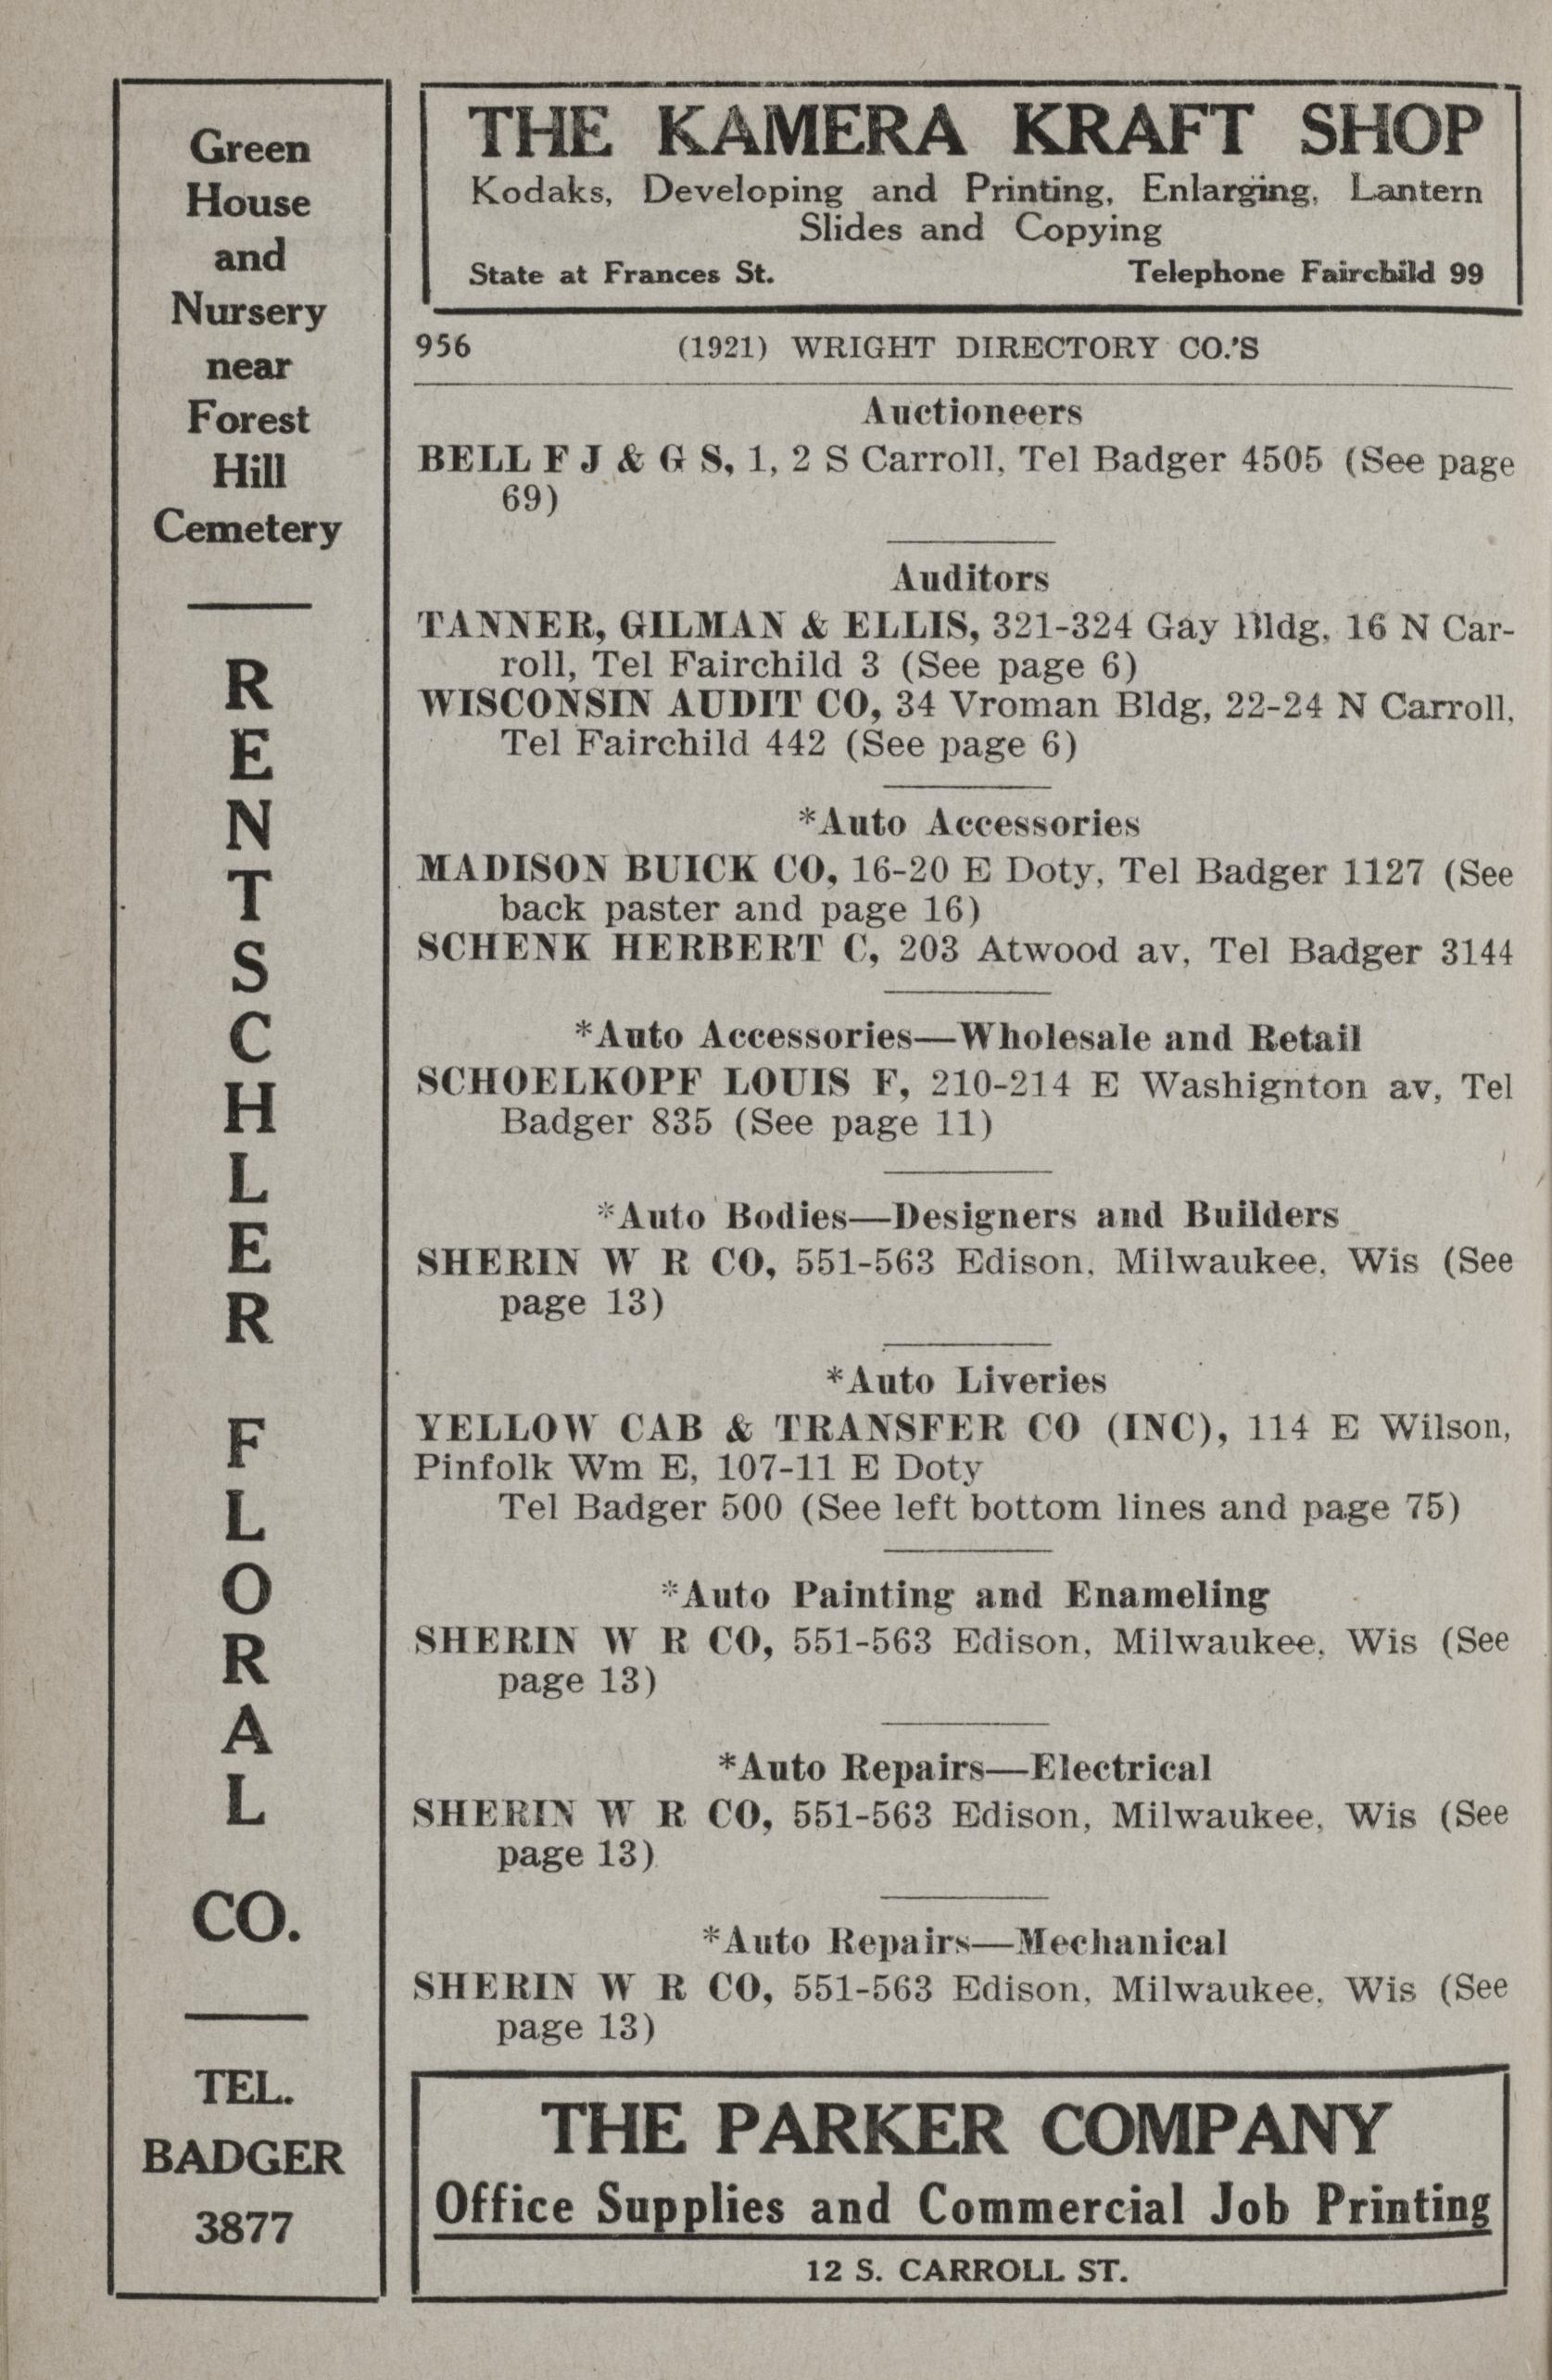 Green
House
and
Nursery
near
Forest
Hill
Cemetery
RENTSCHLER
FLORAL
CO.
TEL.
BADGER
3877
THE KAMERA KRAFT SHOP
Kodaks, Developing and Printing, Enlarging, Lantern
Slides and Copying
State at Frances St. Telephone Fairchild 99
956 (1921) WRIGHT DIRECTORY CO.'S
Auctioneers
BELL F J & G S, 1, 2 S Carroll, Tel Badger 4505 (See page
69)
Auditors
TANNER, GILMAN & ELLIS, 321-324 Gay Bldg, 16 N Car-
roll, Tel Fairchild 3 (See page 6)
WISCONSIN AUDIT CO, 34 Vroman Bldg, 22-24 N Carroll,
Tel Fairchild 442 (See page 6)
*Auto Accessories
MADISON BUICK CO, 16-20 E Doty, Tel Badger 1127 (See
back paster and page 16)
SCHENK HERBERT C, 203 Atwood av, Tel Badger 3144
*Auto Accessories—Wholesale and Retail
SCHOELKOPF LOUIS F, 210-214 E Washignton av, Tel
Badger 835 (See page 11)
*Auto Bodies—Designers and Builders
SHERIN W R CO, 551-563 Edison, Milwaukee, Wis (See
page 13)
*Auto Liveries
YELLOW CAB & TRANSFER CO (INC), 114 E Wilson,
Pinfolk Wm E, 107-11 E Doty
Tel Badger 500 (See left bottom lines and page 75)
*Auto Painting and Enameling
SHERIN W R CO, 551-563 Edison, Milwaukee, Wis (See
page 13)
*Auto Repairs—Electrical
SHERIN W R CO, 551-563 Edison, Milwaukee, Wis (See
page 13)
*Auto Repairs—Mechanical
SHERIN W R CO, 551-563 Edison, Milwaukee, Wis (See
page 13)
THE PARKER COMPANY
Office Supplies and Commercial Job Printing
12 S. CARROLL ST.